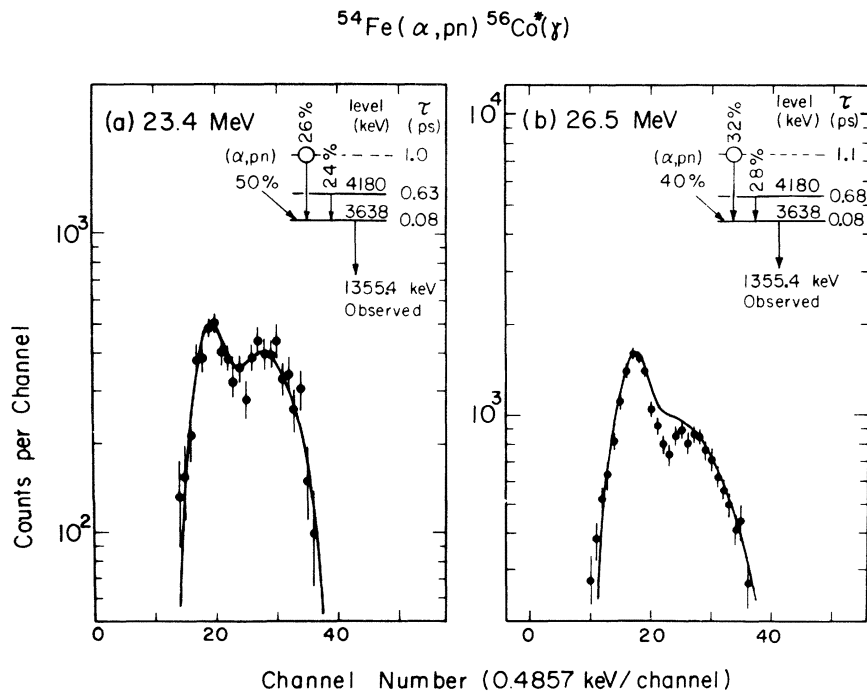 ⁵⁴Fe(α,pn)⁵⁶Co*(γ)
(a) 23.4 MeV
level (keV)
τ (ps)
26%
(α,pn)
1.0
24%
50%
4180
0.63
3638
0.08
1355.4 keV
Observed
10³
10²
0
20
40
(b) 26.5 MeV
level (keV)
τ (ps)
32%
(α,pn)
1.1
28%
40%
4180
0.68
3638
0.08
1355.4 keV
Observed
10⁴
10³
0
20
40
Counts per Channel
Channel Number (0.4857 keV/channel)